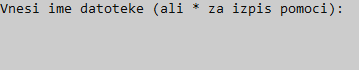 Vnesi ime datoteke (ali * za izpis pomoci):